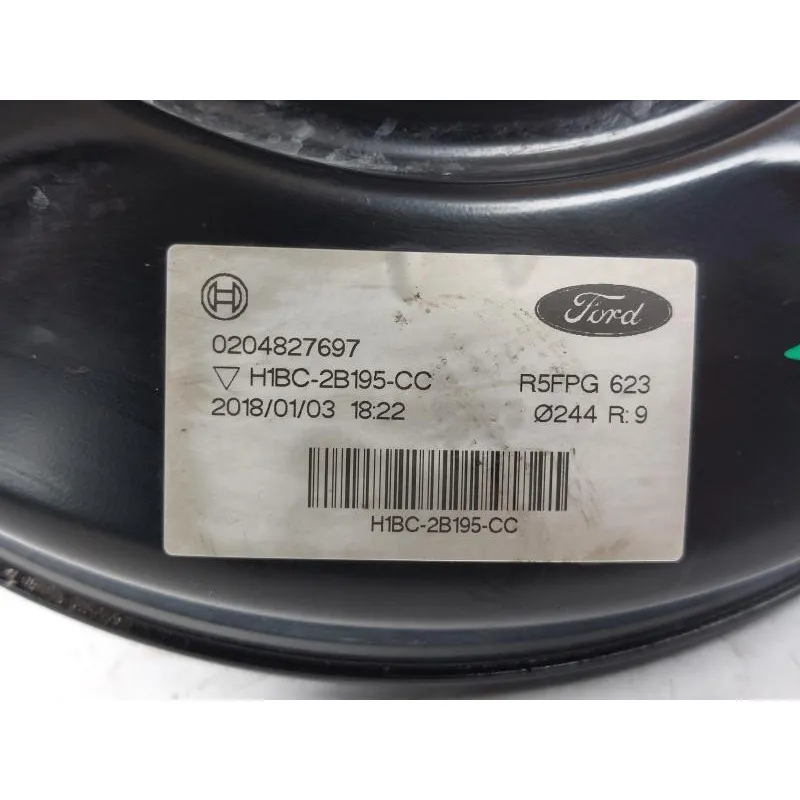 H
Ford
0204827697
▽ H1BC-2B195-CC R5FPG 623
2018/01/03 18:22 Ø244 R:9
H1BC-2B195-CC